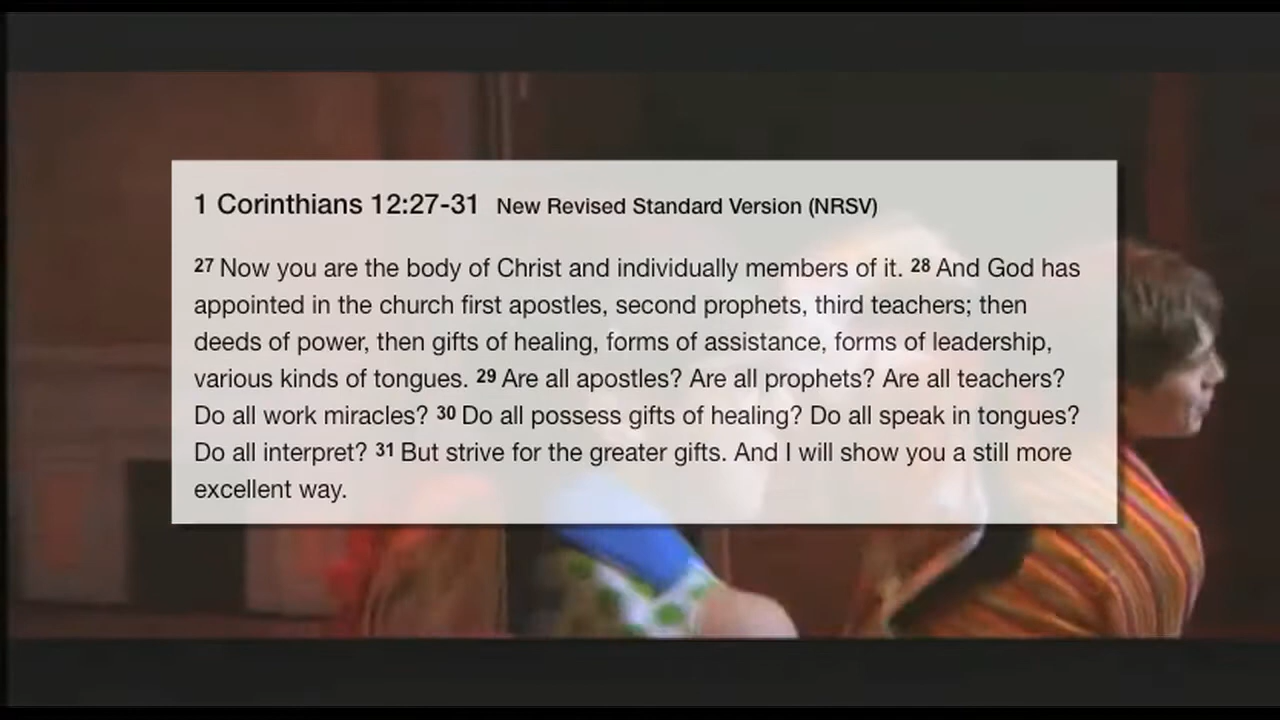 1 Corinthians 12:27-31 New Revised Standard Version (NRSV)
27 Now you are the body of Christ and individually members of it. 28 And God has
appointed in the church first apostles, second prophets, third teachers; then
deeds of power, then gifts of healing, forms of assistance, forms of leadership,
various kinds of tongues. 29 Are all apostles? Are all prophets? Are all teachers?
Do all work miracles? 30 Do all possess gifts of healing? Do all speak in tongues?
Do all interpret? 31 But strive for the greater gifts. And I will show you a still more
excellent way.